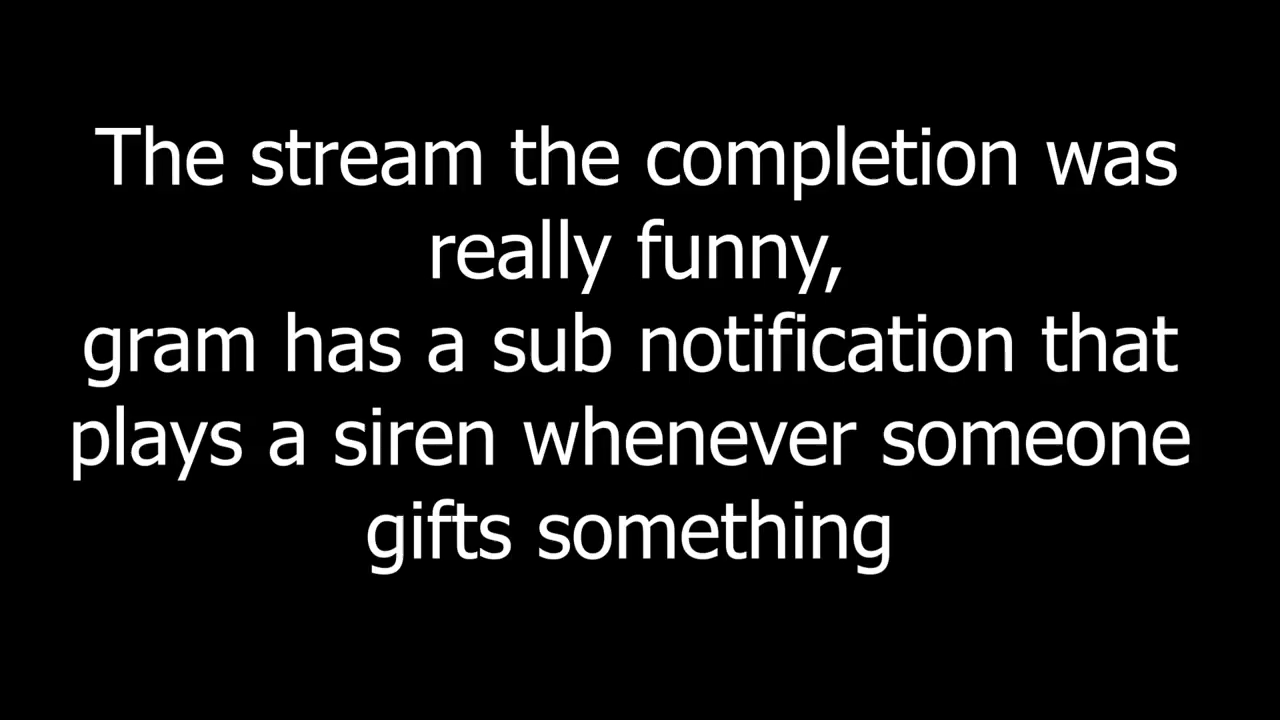 The stream the completion was
really funny,
gram has a sub notification that
plays a siren whenever someone
gifts something